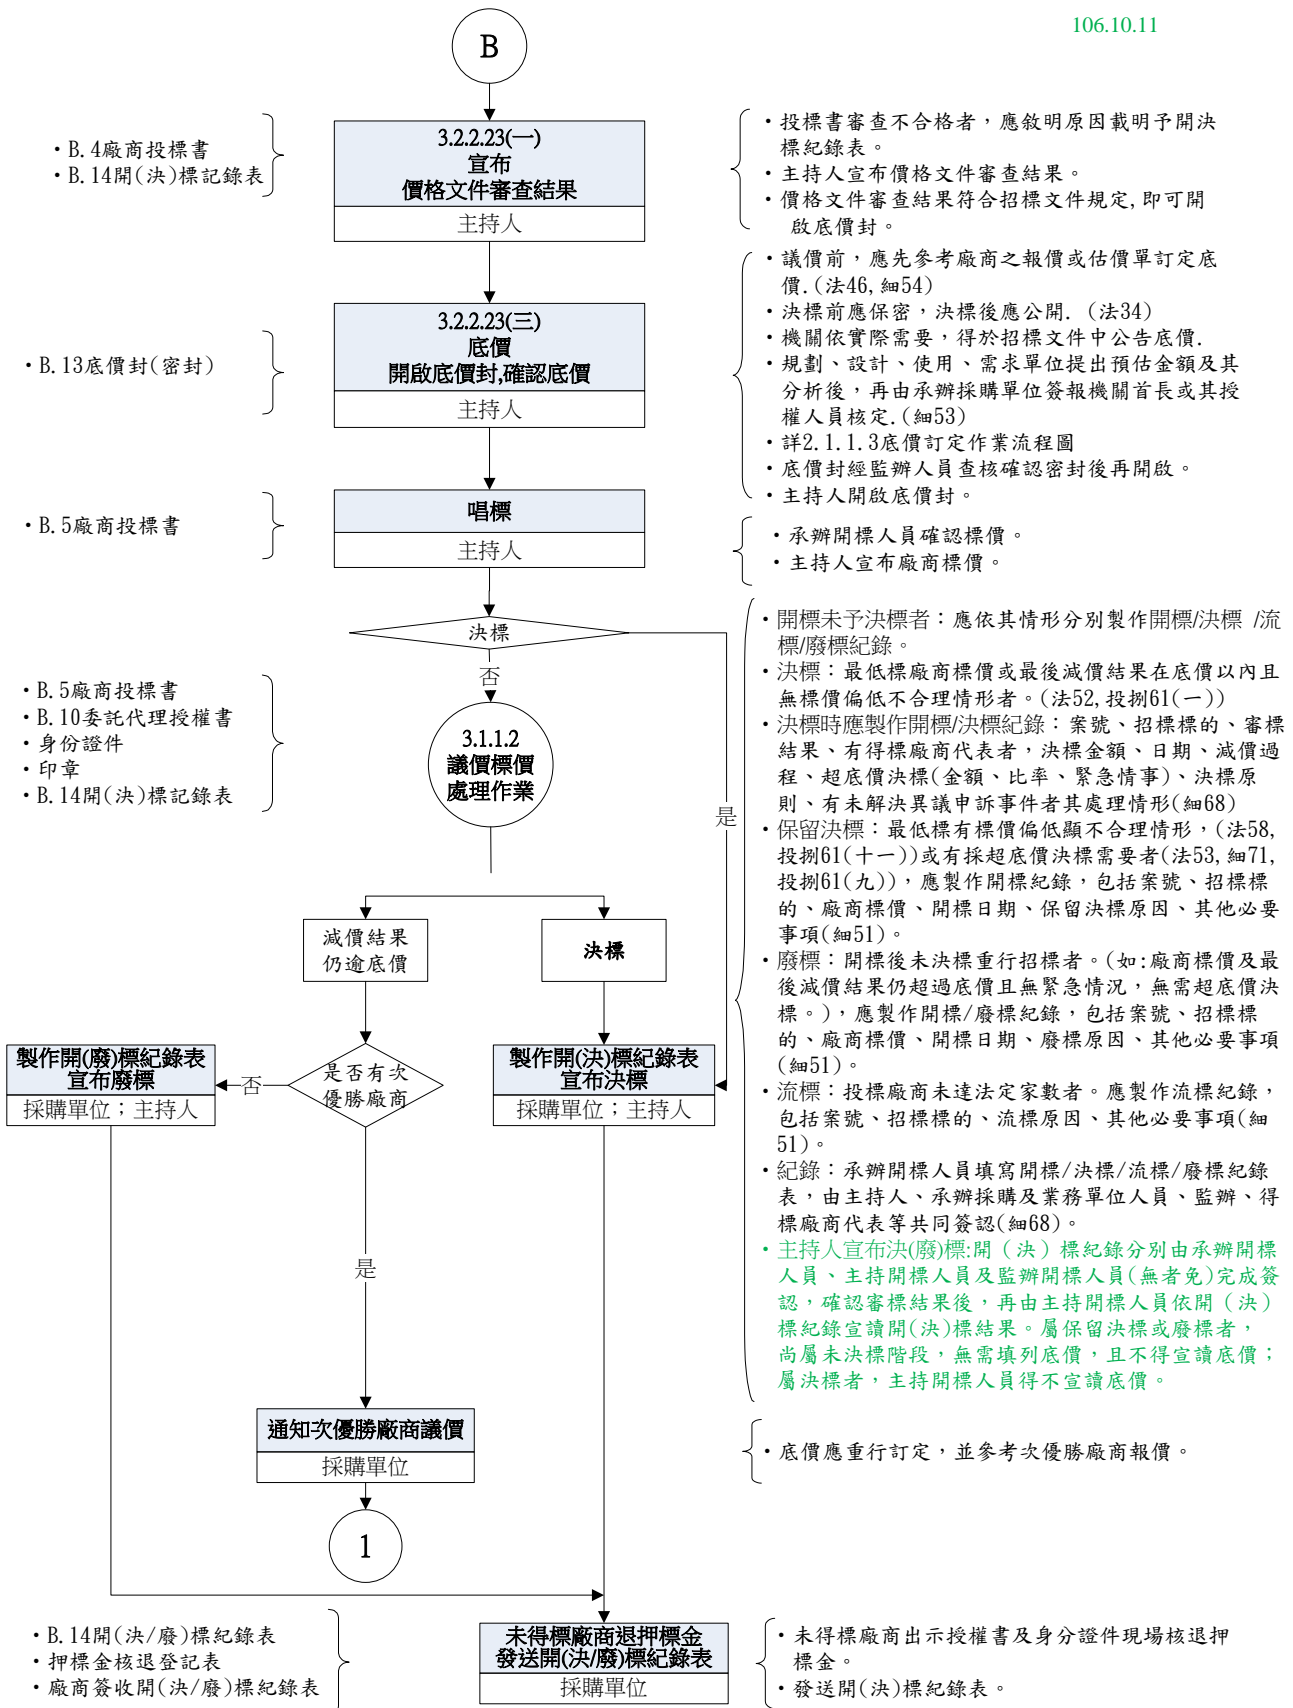 106.10.11
B
・B.4廠商投標書
・B.14開(決)標記錄表
3.2.2.23(一)
宣布
價格文件審查結果
主持人
・投標書審查不合格者，應敘明原因載明予開決
標紀錄表。
・主持人宣布價格文件審查結果。
・價格文件審查結果符合招標文件規定,即可開
啟底價封。
・B.13底價封(密封)
3.2.2.23(三)
底價
開啟底價封,確認底價
主持人
・議價前，應先參考廠商之報價或估價單訂定底
價.(法46,細54)
・決標前應保密，決標後應公開. (法34)
・機關依實際需要，得於招標文件中公告底價.
・規劃、設計、使用、需求單位提出預估金額及其
分析後，再由承辦採購單位簽報機關首長或其授
權人員核定.(細53)
・詳2.1.1.3底價訂定作業流程圖
・底價封經監辦人員查核確認密封後再開啟。
・主持人開啟底價封。
・B.5廠商投標書
唱標
主持人
・承辦開標人員確認標價。
・主持人宣布廠商標價。
決標
否
是
・B.5廠商投標書
・B.10委託代理授權書
・身份證件
・印章
・B.14開(決)標記錄表
3.1.1.2
議價標價
處理作業
減價結果
仍逾底價
決標
製作開(廢)標紀錄表
宣布廢標
採購單位；主持人
否
是否有次
優勝廠商
製作開(決)標紀錄表
宣布決標
採購單位；主持人
是
・開標未予決標者：應依其情形分別製作開標/決標 /流
標/廢標紀錄。
・決標：最低標廠商標價或最後減價結果在底價以內且
無標價偏低不合理情形者。(法52,投捌61(一))
・決標時應製作開標/決標紀錄：案號、招標標的、審標
結果、有得標廠商代表者，決標金額、日期、減價過
程、超底價決標(金額、比率、緊急情事)、決標原
則、有未解決異議申訴事件者其處理情形(細68)
・保留決標：最低標有標價偏低顯不合理情形，(法58,
投捌61(十一))或有採超底價決標需要者(法53,細71,
投捌61(九))，應製作開標紀錄，包括案號、招標標
的、廠商標價、開標日期、保留決標原因、其他必要
事項(細51)。
・廢標：開標後未決標重行招標者。(如:廠商標價及最
後減價結果仍超過底價且無緊急情況，無需超底價決
標。)，應製作開標/廢標紀錄，包括案號、招標標
的、廠商標價、開標日期、廢標原因、其他必要事項
(細51)。
・流標：投標廠商未達法定家數者。應製作流標紀錄，
包括案號、招標標的、流標原因、其他必要事項(細
51)。
・紀錄：承辦開標人員填寫開標/決標/流標/廢標紀錄
表，由主持人、承辦採購及業務單位人員、監辦、得
標廠商代表等共同簽認(細68)。
・主持人宣布決(廢)標:開（決）標紀錄分別由承辦開標
人員、主持開標人員及監辦開標人員(無者免)完成簽
認，確認審標結果後，再由主持開標人員依開（決）
標紀錄宣讀開(決)標結果。屬保留決標或廢標者，
尚屬未決標階段，無需填列底價，且不得宣讀底價；
屬決標者，主持開標人員得不宣讀底價。
通知次優勝廠商議價
採購單位
・底價應重行訂定，並參考次優勝廠商報價。
1
・B.14開(決/廢)標紀錄表
・押標金核退登記表
・廠商簽收開(決/廢)標紀錄表
未得標廠商退押標金
發送開(決/廢)標紀錄表
採購單位
・未得標廠商出示授權書及身分證件現場核退押
標金。
・發送開(決)標紀錄表。